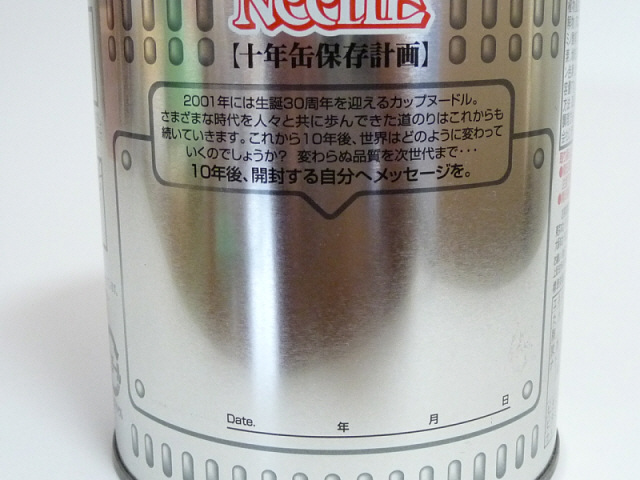 NOODLE
【十年缶保存計画】
2001年には生誕30周年を迎えるカップヌードル。
さまざまな時代を人々と共に歩んできた道のりはこれからも
続いていきます。これから10年後、世界はどのように変わって
いくのでしょうか? 変わらぬ品質を次世代まで・・・
10年後、開封する自分へメッセージを。
Date. 年 月 日